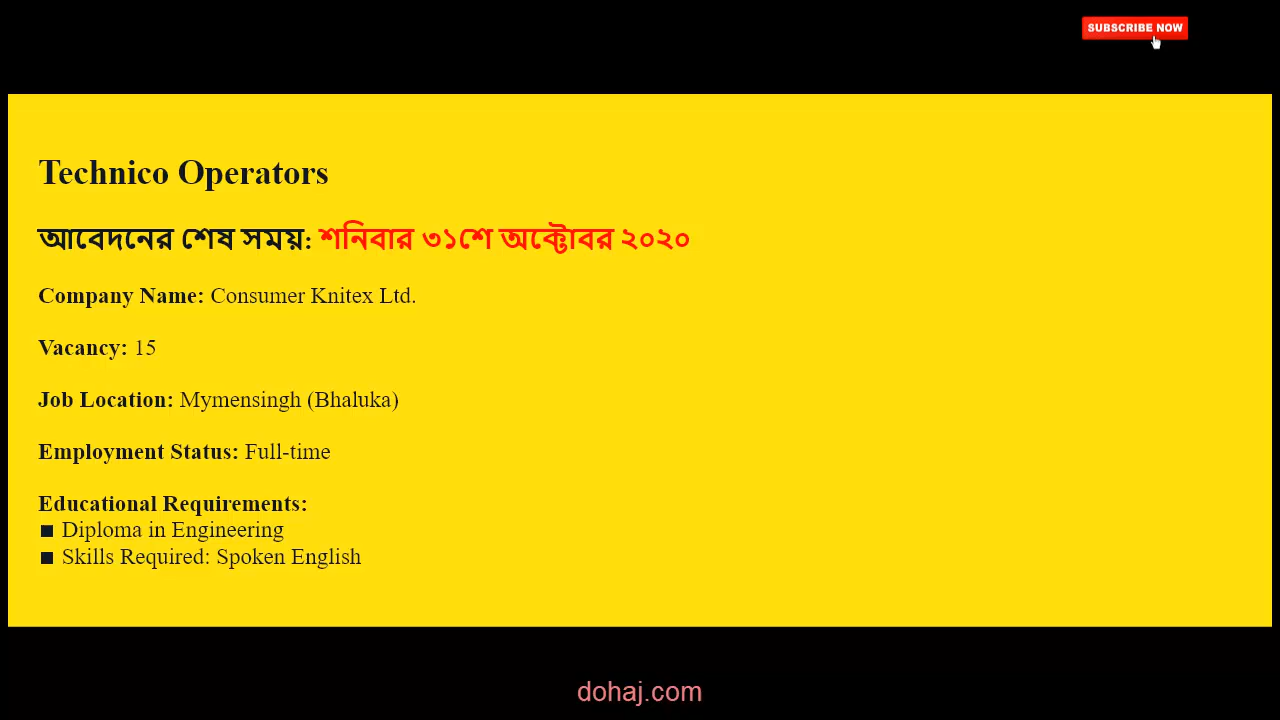 SUBSCRIBE NOW
Technico Operators
আবেদনের শেষ সময়: শনিবার ৩১শে অক্টোবর ২০২০
Company Name: Consumer Knitex Ltd.
Vacancy: 15
Job Location: Mymensingh (Bhaluka)
Employment Status: Full-time
Educational Requirements:
■ Diploma in Engineering
■ Skills Required: Spoken English
dohaj.com